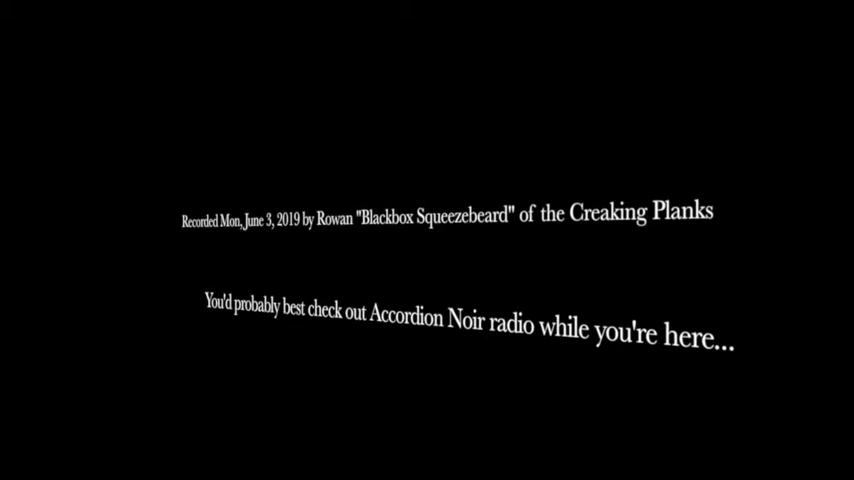 Recorded Mon, June 3, 2019 by Rowan "Blackbox Squeezebeard" of the Creaking Planks
You'd probably best check out Accordion Noir radio while you're here...